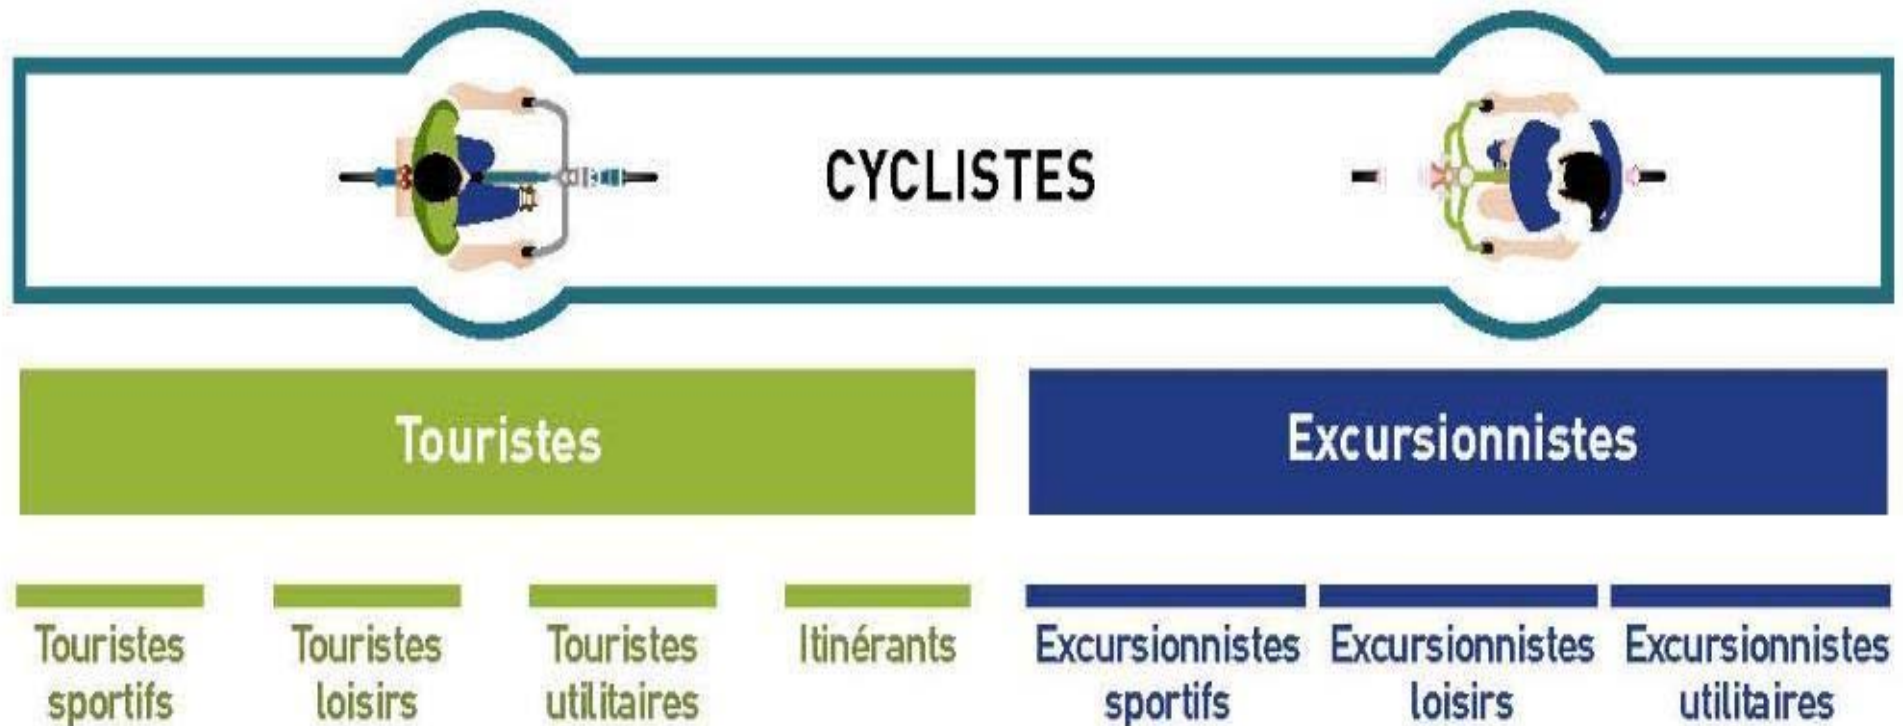 CYCLISTES
Touristes
Excursionnistes
Touristes
sportifs
Touristes
loisirs
Touristes
utilitaires
Itinérants
Excursionnistes
sportifs
Excursionnistes
loisirs
Excursionnistes
utilitaires